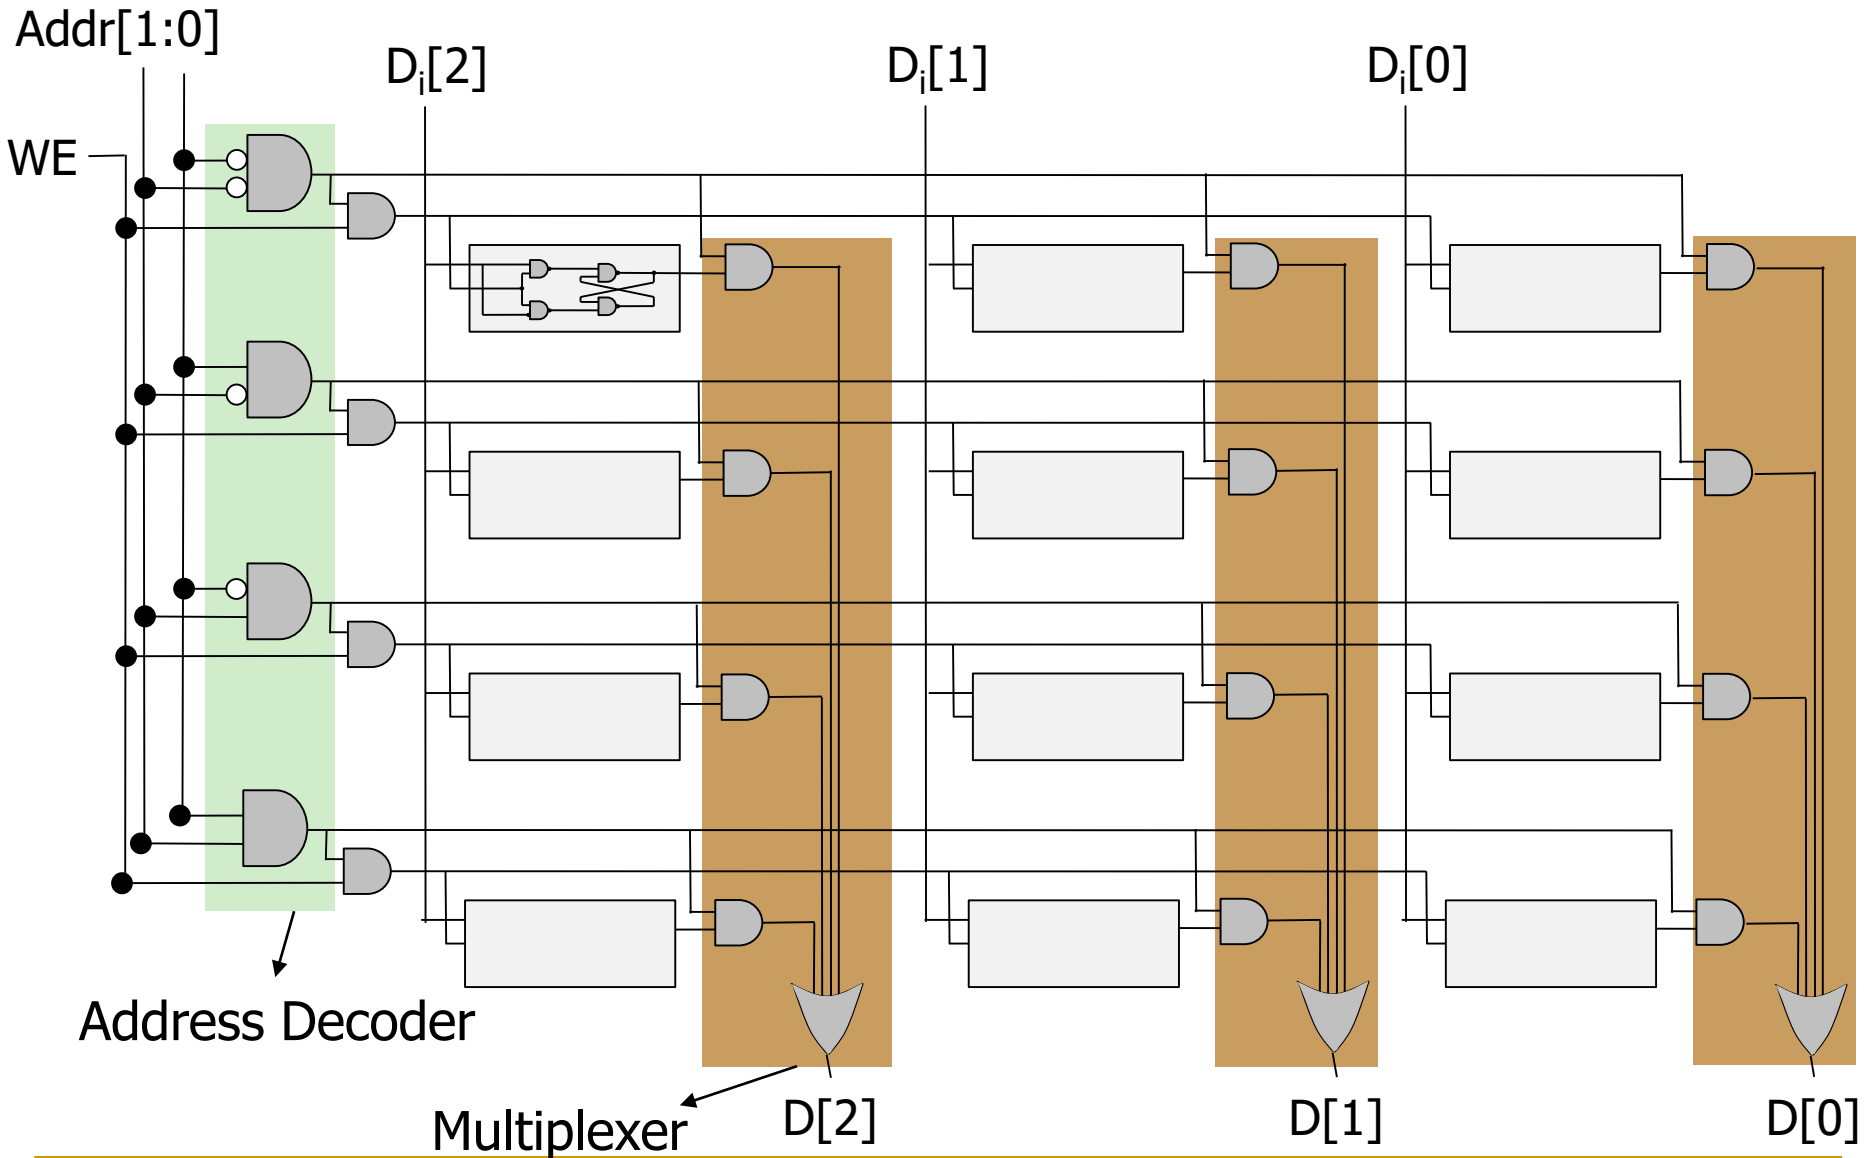 Addr[1:0]
Di[2]
Di[1]
Di[0]
WE
Address Decoder
Multiplexer
D[2]
D[1]
D[0]